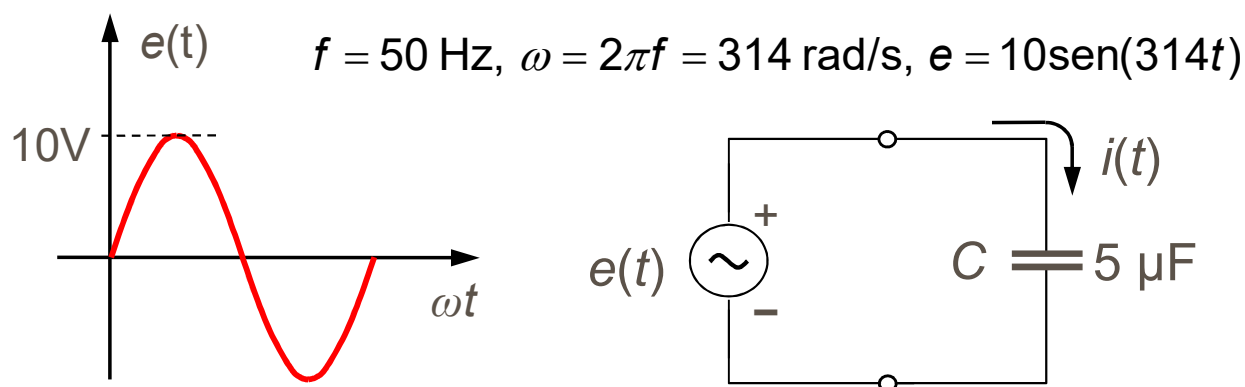 e(t)
f = 50 Hz, ω = 2πf = 314 rad/s, e = 10sen(314t)
10V
i(t)
+
e(t)
C
5 µF
ωt
−